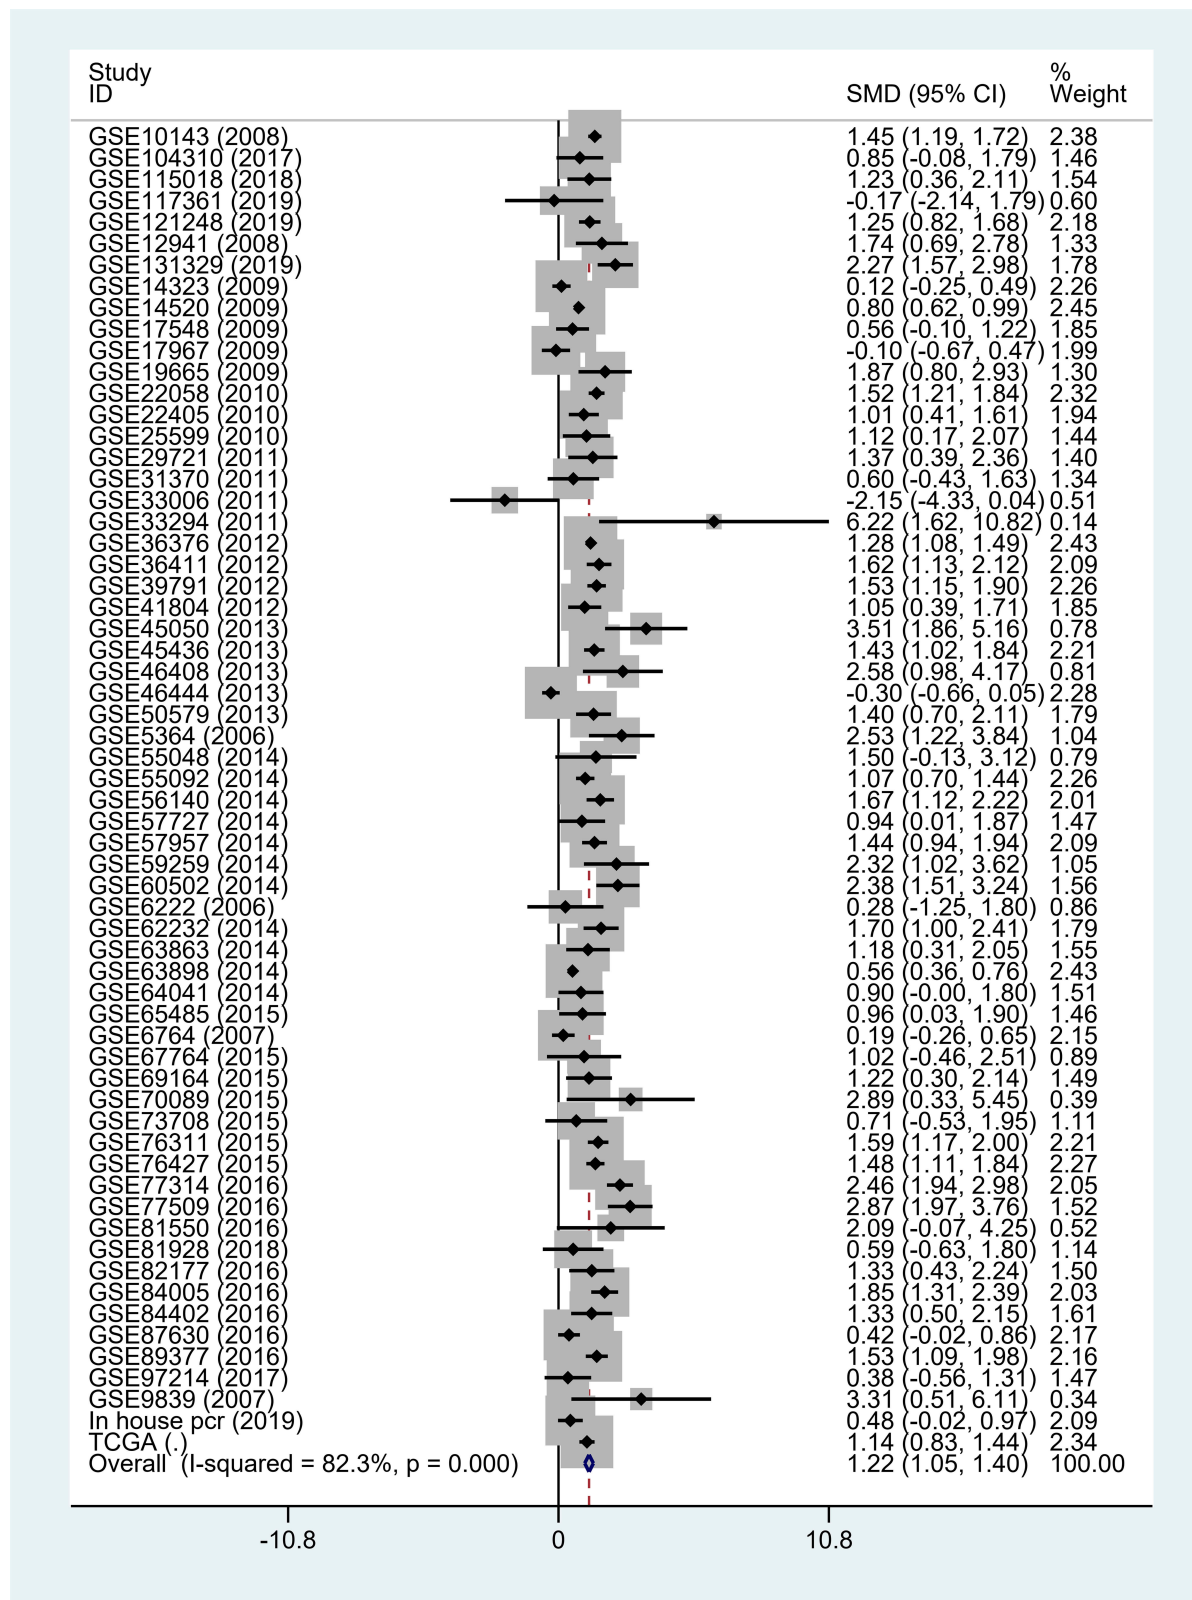 Study %
ID SMD (95% CI) Weight
GSE10143 (2008) 1.45 (1.19, 1.72) 2.38
GSE104310 (2017) 0.85 (-0.08, 1.79) 1.46
GSE115018 (2018) 1.23 (0.36, 2.11) 1.54
GSE117361 (2019) -0.17 (-2.14, 1.79) 0.60
GSE121248 (2019) 1.25 (0.82, 1.68) 2.18
GSE12941 (2008) 1.74 (0.69, 2.78) 1.33
GSE131329 (2019) 2.27 (1.57, 2.98) 1.78
GSE14323 (2009) 0.12 (-0.25, 0.49) 2.26
GSE14520 (2009) 0.80 (0.62, 0.99) 2.45
GSE17548 (2009) 0.56 (-0.10, 1.22) 1.85
GSE17967 (2009) -0.10 (-0.67, 0.47) 1.99
GSE19665 (2009) 1.87 (0.80, 2.93) 1.30
GSE22058 (2010) 1.52 (1.21, 1.84) 2.32
GSE22405 (2010) 1.01 (0.41, 1.61) 1.94
GSE25599 (2010) 1.12 (0.17, 2.07) 1.44
GSE29721 (2011) 1.37 (0.39, 2.36) 1.40
GSE31370 (2011) 0.60 (-0.43, 1.63) 1.34
GSE33006 (2011) -2.15 (-4.33, 0.04) 0.51
GSE33294 (2011) 6.22 (1.62, 10.82) 0.14
GSE36376 (2012) 1.28 (1.08, 1.49) 2.43
GSE36411 (2012) 1.62 (1.13, 2.12) 2.09
GSE39791 (2012) 1.53 (1.15, 1.90) 2.26
GSE41804 (2012) 1.05 (0.39, 1.71) 1.85
GSE45050 (2013) 3.51 (1.86, 5.16) 0.78
GSE45436 (2013) 1.43 (1.02, 1.84) 2.21
GSE46408 (2013) 2.58 (0.98, 4.17) 0.81
GSE46444 (2013) -0.30 (-0.66, 0.05) 2.28
GSE50579 (2013) 1.40 (0.70, 2.11) 1.79
GSE5364 (2006) 2.53 (1.22, 3.84) 1.04
GSE55048 (2014) 1.50 (-0.13, 3.12) 0.79
GSE55092 (2014) 1.07 (0.70, 1.44) 2.26
GSE56140 (2014) 1.67 (1.12, 2.22) 2.01
GSE57727 (2014) 0.94 (0.01, 1.87) 1.47
GSE57957 (2014) 1.44 (0.94, 1.94) 2.09
GSE59259 (2014) 2.32 (1.02, 3.62) 1.05
GSE60502 (2014) 2.38 (1.51, 3.24) 1.56
GSE6222 (2006) 0.28 (-1.25, 1.80) 0.86
GSE62232 (2014) 1.70 (1.00, 2.41) 1.79
GSE63863 (2014) 1.18 (0.31, 2.05) 1.55
GSE63898 (2014) 0.56 (0.36, 0.76) 2.43
GSE64041 (2014) 0.90 (-0.00, 1.80) 1.51
GSE65485 (2015) 0.96 (0.03, 1.90) 1.46
GSE6764 (2007) 0.19 (-0.26, 0.65) 2.15
GSE67764 (2015) 1.02 (-0.46, 2.51) 0.89
GSE69164 (2015) 1.22 (0.30, 2.14) 1.49
GSE70089 (2015) 2.89 (0.33, 5.45) 0.39
GSE73708 (2015) 0.71 (-0.53, 1.95) 1.11
GSE76311 (2015) 1.59 (1.17, 2.00) 2.21
GSE76427 (2015) 1.48 (1.11, 1.84) 2.27
GSE77314 (2016) 2.46 (1.94, 2.98) 2.05
GSE77509 (2016) 2.87 (1.97, 3.76) 1.52
GSE81550 (2016) 2.09 (-0.07, 4.25) 0.52
GSE81928 (2018) 0.59 (-0.63, 1.80) 1.14
GSE82177 (2016) 1.33 (0.43, 2.24) 1.50
GSE84005 (2016) 1.85 (1.31, 2.39) 2.03
GSE84402 (2016) 1.33 (0.50, 2.15) 1.61
GSE87630 (2016) 0.42 (-0.02, 0.86) 2.17
GSE89377 (2016) 1.53 (1.09, 1.98) 2.16
GSE97214 (2017) 0.38 (-0.56, 1.31) 1.47
GSE9839 (2007) 3.31 (0.51, 6.11) 0.34
In house pcr (2019) 0.48 (-0.02, 0.97) 2.09
TCGA (.) 1.14 (0.83, 1.44) 2.34
Overall (I-squared = 82.3%, p = 0.000) 1.22 (1.05, 1.40) 100.00
-10.8 0 10.8